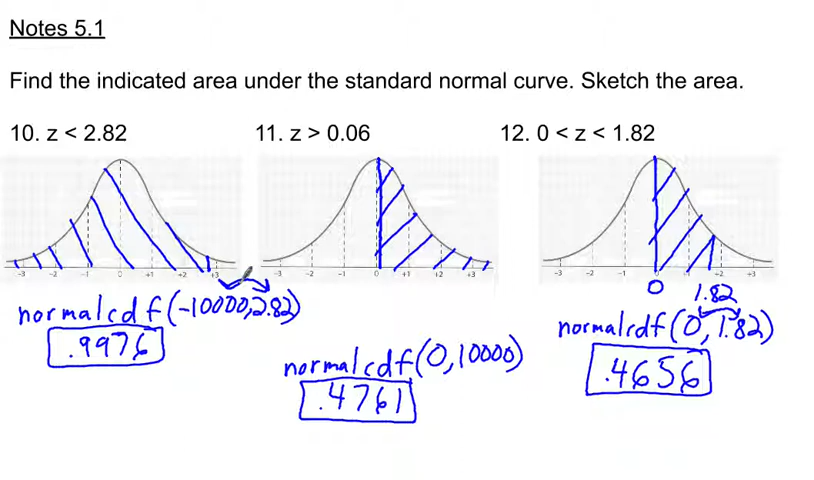 Notes 5.1
Find the indicated area under the standard normal curve. Sketch the area.
10. z < 2.82
11. z > 0.06
12. 0 < z < 1.82
-3 -2 -1 0 +1 +2 +3
-3 -2 -1 0 +1 +2 +3
-3 -2 -1 0 +1 +2 +3
0 1.82
normalcdf(-10000,2.82)
.9976
normalcdf(0,10000)
.4761
normalcdf(0,1.82)
.4656